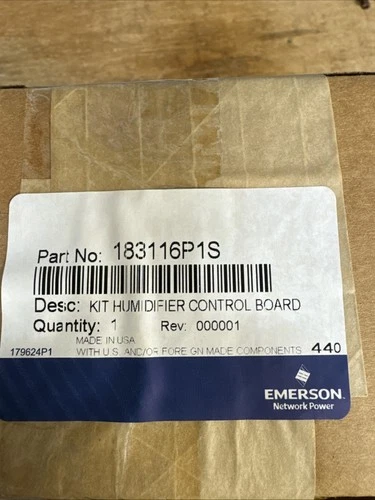 Part No: 183116P1S
Desc: KIT HUMIDIFIER CONTROL BOARD
Quantity: 1 Rev: 000001
MADE IN USA
179624P1 WITH U.S. AND/OR FOREIGN MADE COMPONENTS 440
EMERSON
Network Power